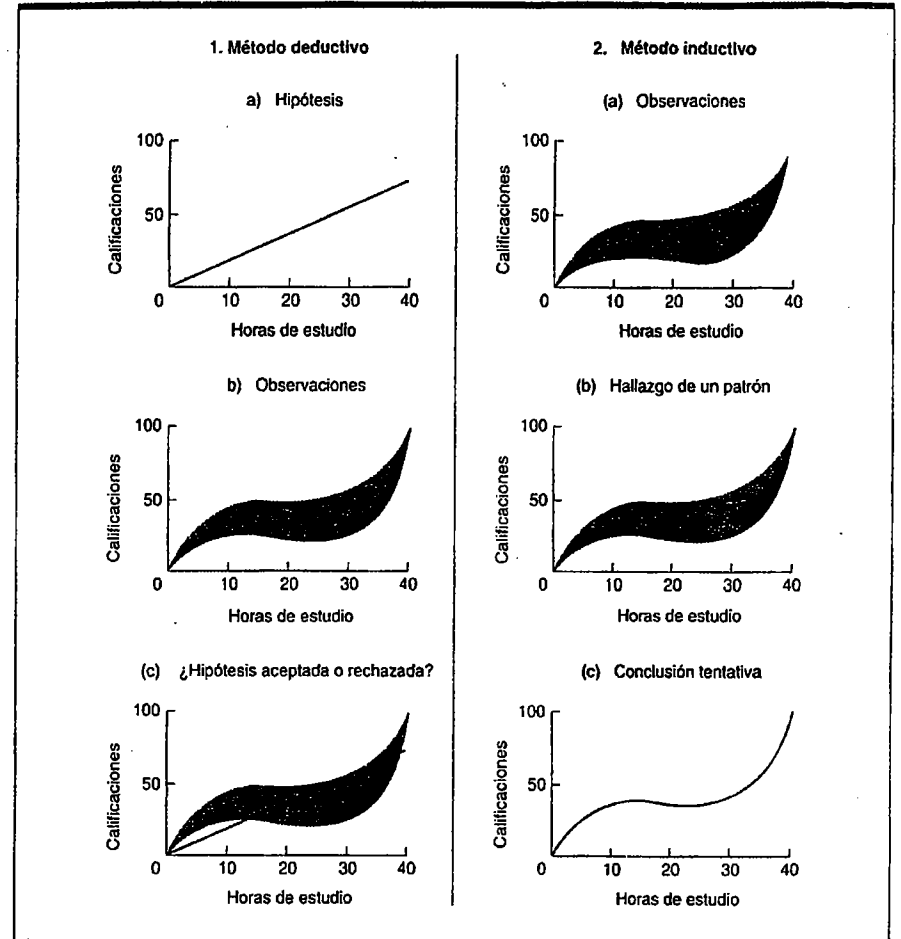 1. Método deductivo
a) Hipótesis
100
50
0
10
20
30
40
Calificaciones
Horas de estudio
b) Observaciones
100
50
0
10
20
30
40
Calificaciones
Horas de estudio
(c) ¿Hipótesis aceptada o rechazada?
100
50
0
10
20
30
40
Calificaciones
Horas de estudio
2. Método inductivo
(a) Observaciones
100
50
0
10
20
30
40
Calificaciones
Horas de estudio
(b) Hallazgo de un patrón
100
50
0
10
20
30
40
Calificaciones
Horas de estudio
(c) Conclusión tentativa
100
50
0
10
20
30
40
Calificaciones
Horas de estudio